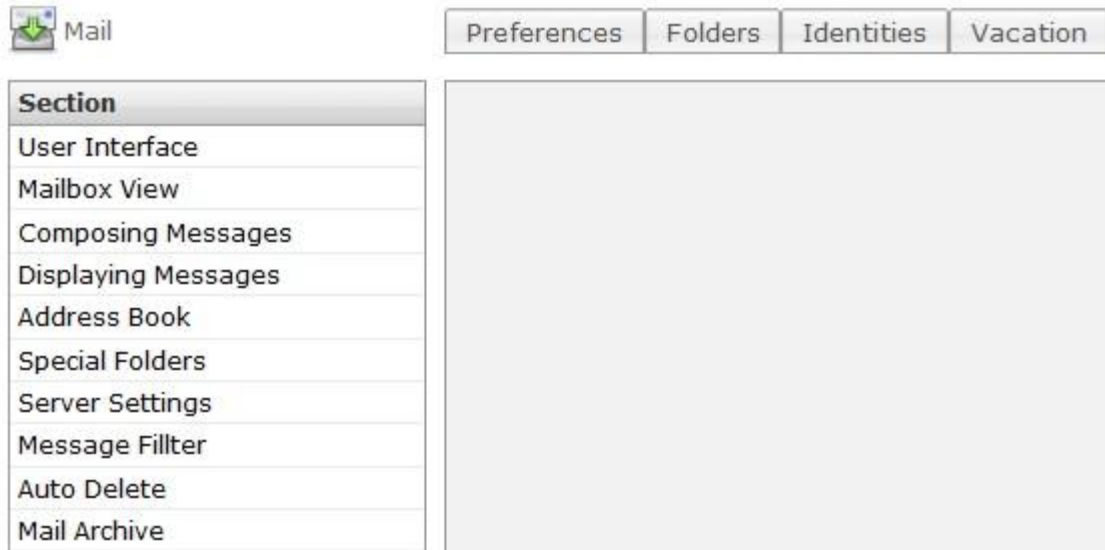 Mail
Preferences Folders Identities Vacation
Section
User Interface
Mailbox View
Composing Messages
Displaying Messages
Address Book
Special Folders
Server Settings
Message Fillter
Auto Delete
Mail Archive